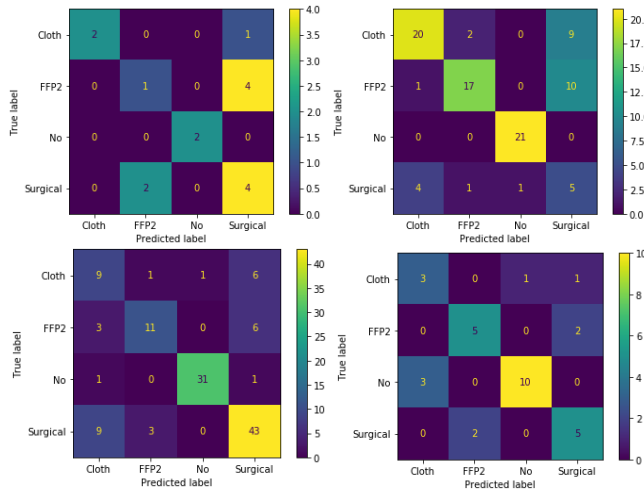 Cloth 2 0 0 1
FFP2 0 1 0 4
No 0 0 2 0
Surgical 0 2 0 4
Cloth FFP2 No Surgical
Predicted label
True label
4.0
3.5
3.0
2.5
2.0
1.5
1.0
0.5
0.0
Cloth 20 2 0 9
FFP2 1 17 0 10
No 0 0 21 0
Surgical 4 1 1 5
Cloth FFP2 No Surgical
Predicted label
True label
20.0
17.5
15.0
12.5
10.0
7.5
5.0
2.5
0.0
Cloth 9 1 1 6
FFP2 3 11 0 6
No 1 0 31 1
Surgical 9 3 0 43
Cloth FFP2 No Surgical
Predicted label
True label
40
35
30
25
20
15
10
5
0
Cloth 3 0 1 1
FFP2 0 5 0 2
No 3 0 10 0
Surgical 0 2 0 5
Cloth FFP2 No Surgical
Predicted label
True label
10
8
6
4
2
0